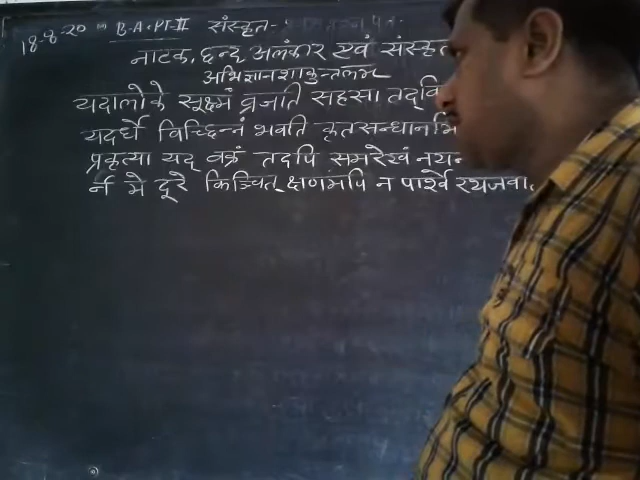 18-8-20 B.A.PT-II संस्कृत-
नाटक, छन्द अलंकार एवं संस्कृत
अभिज्ञानशाकुन्तलम
यदालोके सूक्ष्मं व्रजति सहसा तद्वि
यदर्धे विच्छिन्नं भवति कृतसन्धानमि
प्रकृत्या यद् वक्रं तदपि समरेखं नयन
र्न मे दूरे किञ्चित् क्षणमपि न पार्श्वे रथजवात्